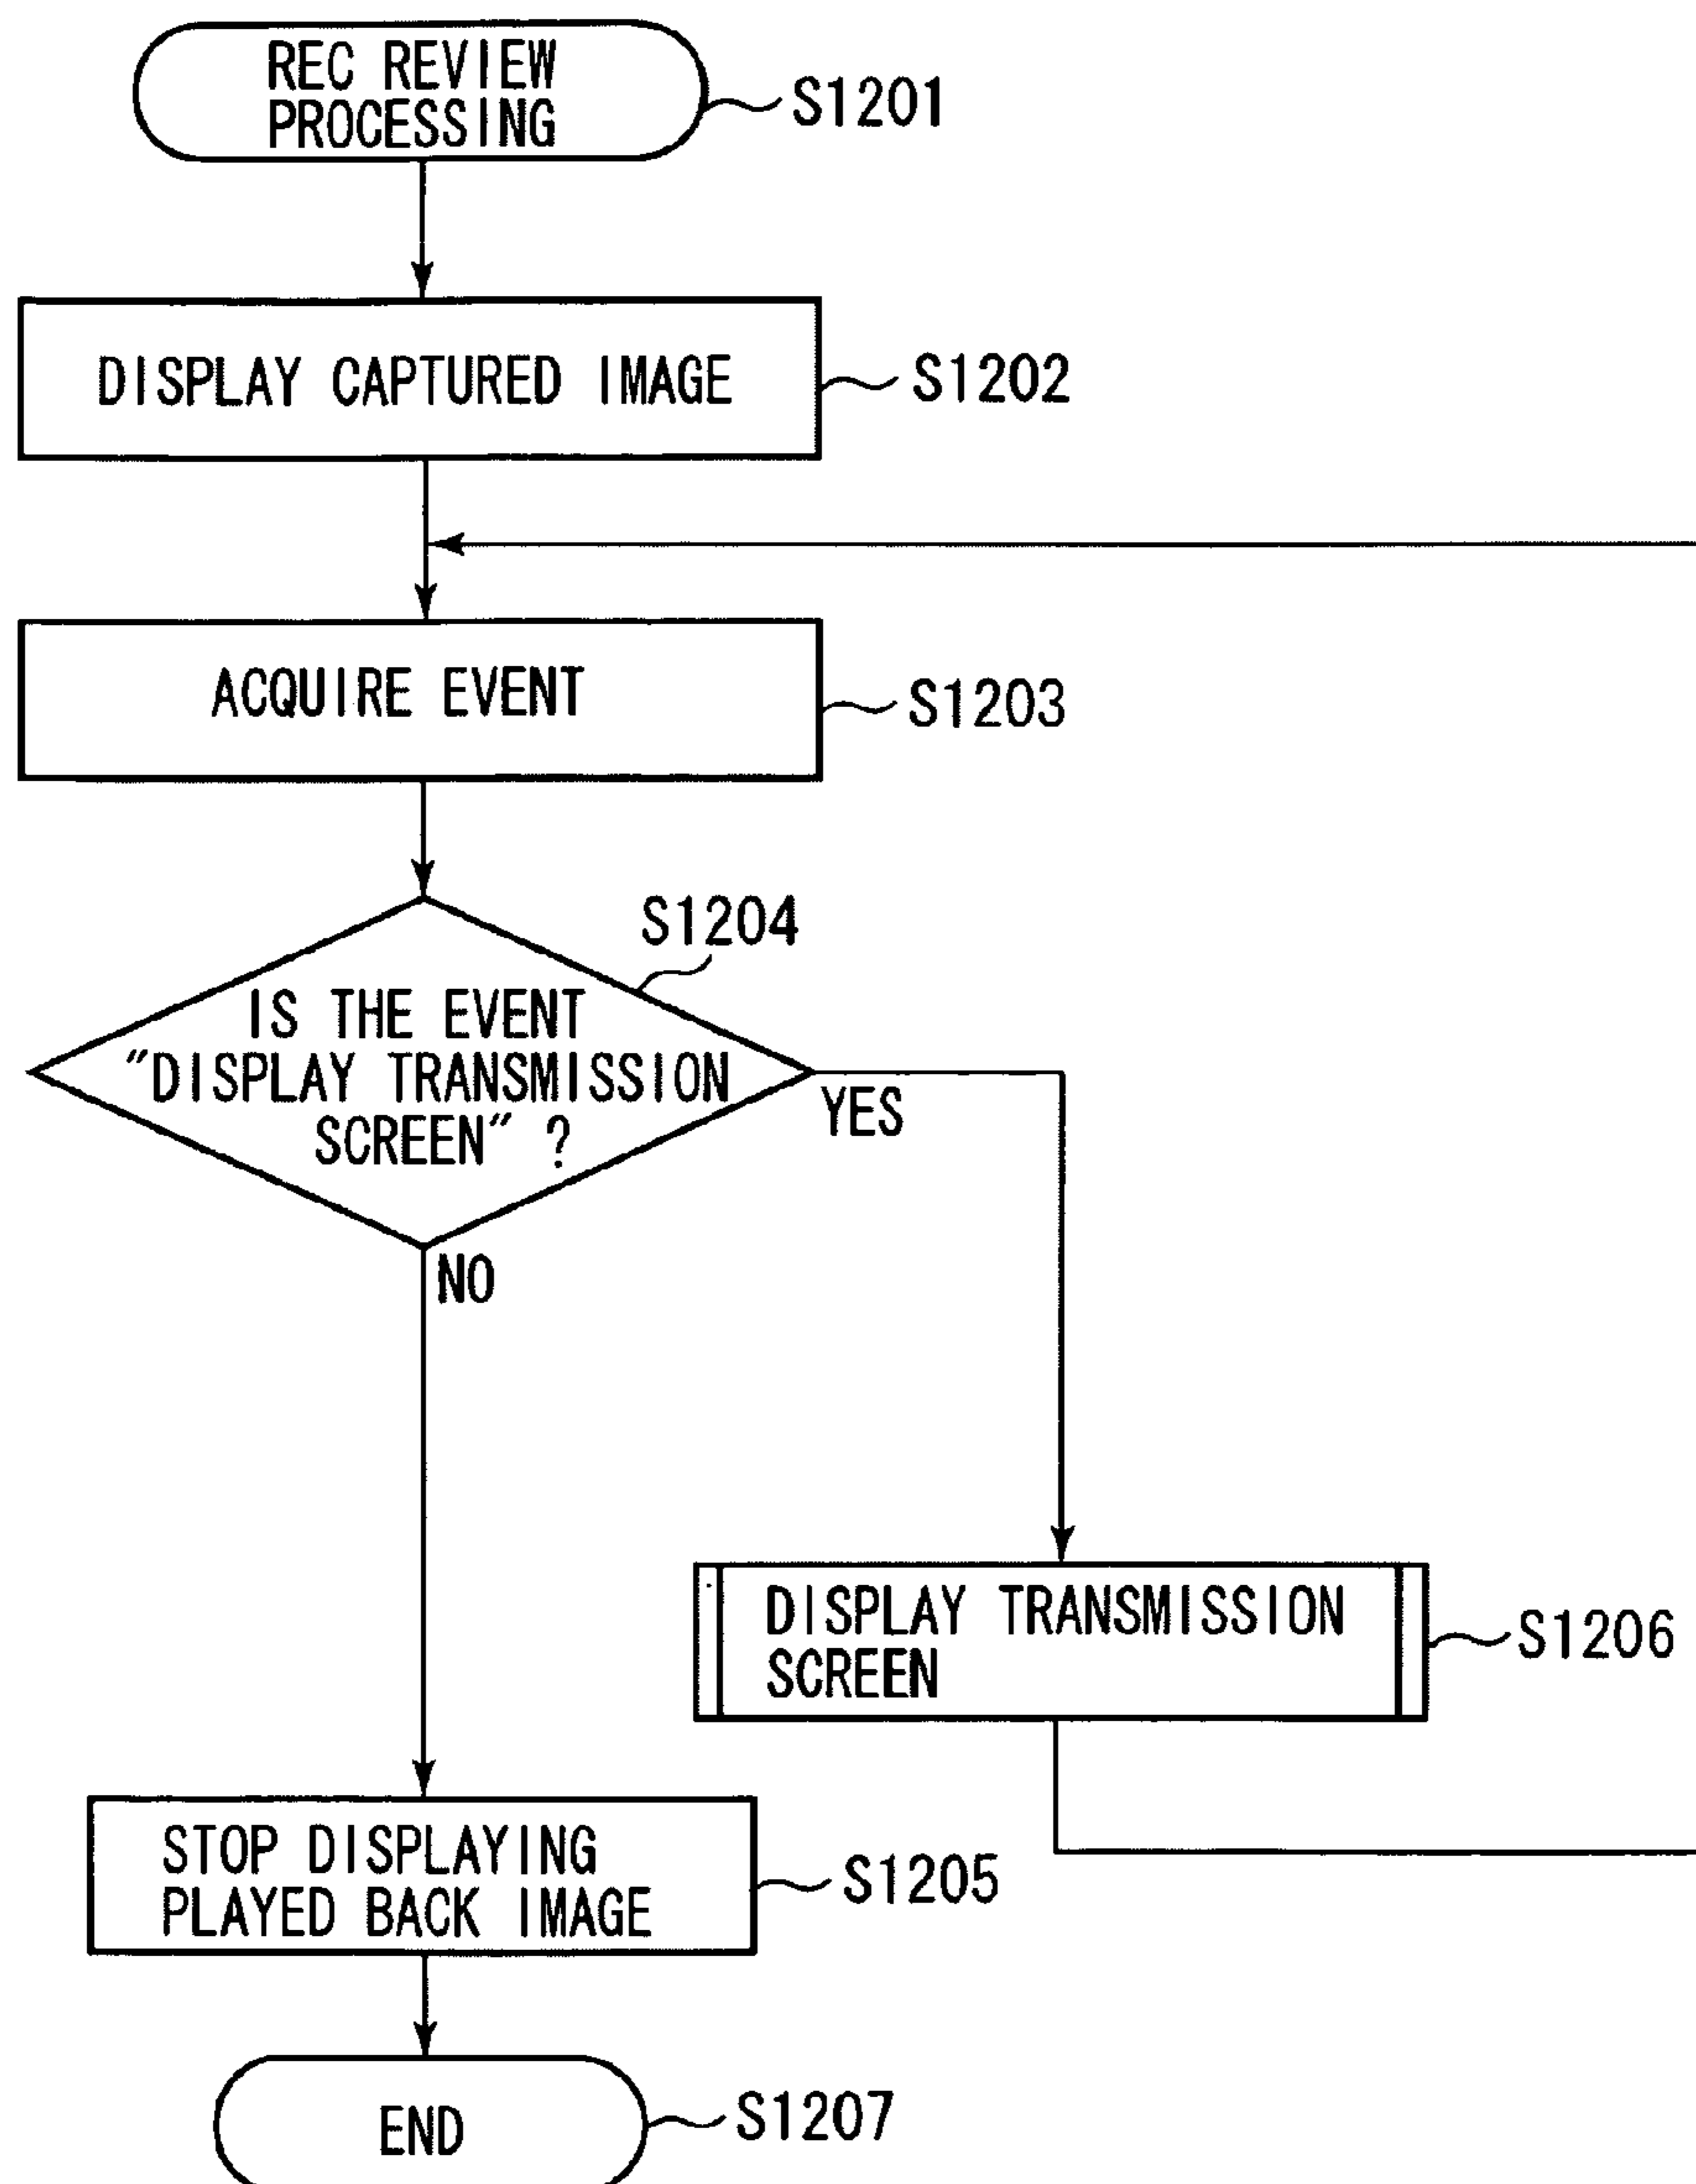 REC REVIEW
PROCESSING
S1201
DISPLAY CAPTURED IMAGE
S1202
ACQUIRE EVENT
S1203
S1204
IS THE EVENT
"DISPLAY TRANSMISSION
SCREEN" ?
YES
NO
DISPLAY TRANSMISSION
SCREEN
S1206
STOP DISPLAYING
PLAYED BACK IMAGE
S1205
END
S1207